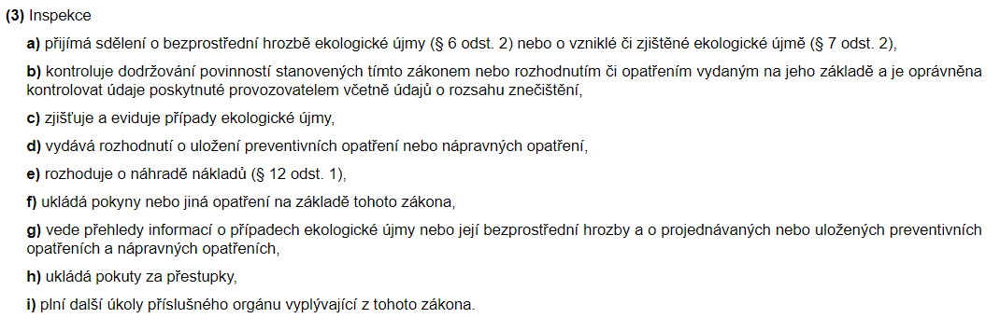 (3) Inspekce
a) přijímá sdělení o bezprostřední hrozbě ekologické újmy (§ 6 odst. 2) nebo o vzniklé či zjištěné ekologické újmě (§ 7 odst. 2),
b) kontroluje dodržování povinností stanovených tímto zákonem nebo rozhodnutím či opatřením vydaným na jeho základě a je oprávněna
kontrolovat údaje poskytnuté provozovatelem včetně údajů o rozsahu znečištění,
c) zjišťuje a eviduje případy ekologické újmy,
d) vydává rozhodnutí o uložení preventivních opatření nebo nápravných opatření,
e) rozhoduje o náhradě nákladů (§ 12 odst. 1),
f) ukládá pokyny nebo jiná opatření na základě tohoto zákona,
g) vede přehledy informací o případech ekologické újmy nebo její bezprostřední hrozby a o projednávaných nebo uložených preventivních
opatřeních a nápravných opatřeních,
h) ukládá pokuty za přestupky,
i) plní další úkoly příslušného orgánu vyplývající z tohoto zákona.